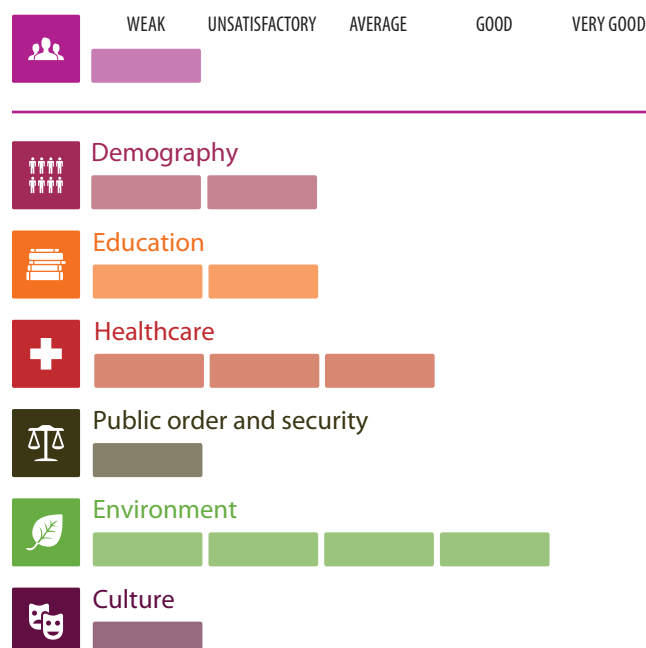 WEAK UNSATISFACTORY AVERAGE GOOD VERY GOOD
Demography
Education
Healthcare
Public order and security
Environment
Culture